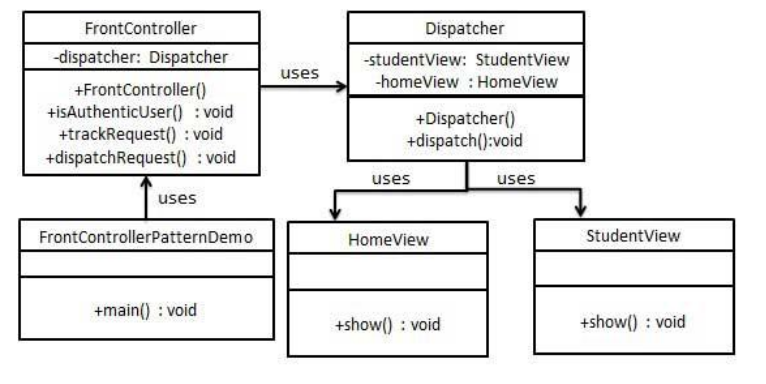 FrontController
-dispatcher: Dispatcher
+FrontController()
+isAuthenticUser() : void
+trackRequest() : void
+dispatchRequest() : void
uses
Dispatcher
-studentView: StudentView
-homeView : HomeView
+Dispatcher()
+dispatch():void
uses
uses
uses
FrontControllerPatternDemo
+main() : void
HomeView
+show() : void
StudentView
+show() : void